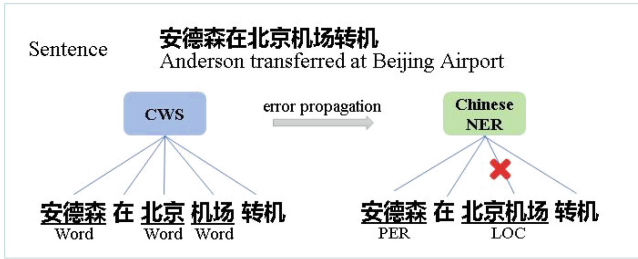 Sentence
安德森在北京机场转机
Anderson transferred at Beijing Airport
CWS
error propagation
Chinese
NER
安德森 在 北京 机场 转机
Word Word Word
安德森 在 北京机场 转机
PER LOC